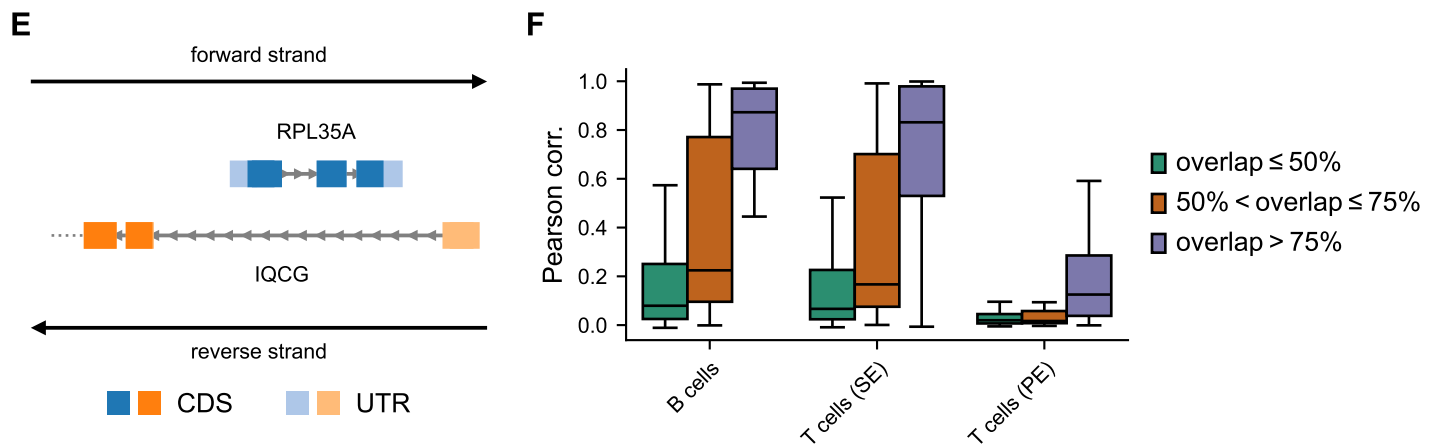 E
forward strand
RPL35A
IQCG
reverse strand
CDS
UTR
F
Pearson corr.
1.0
0.8
0.6
0.4
0.2
0.0
B cells
T cells (SE)
T cells (PE)
overlap ≤ 50%
50% < overlap ≤ 75%
overlap > 75%